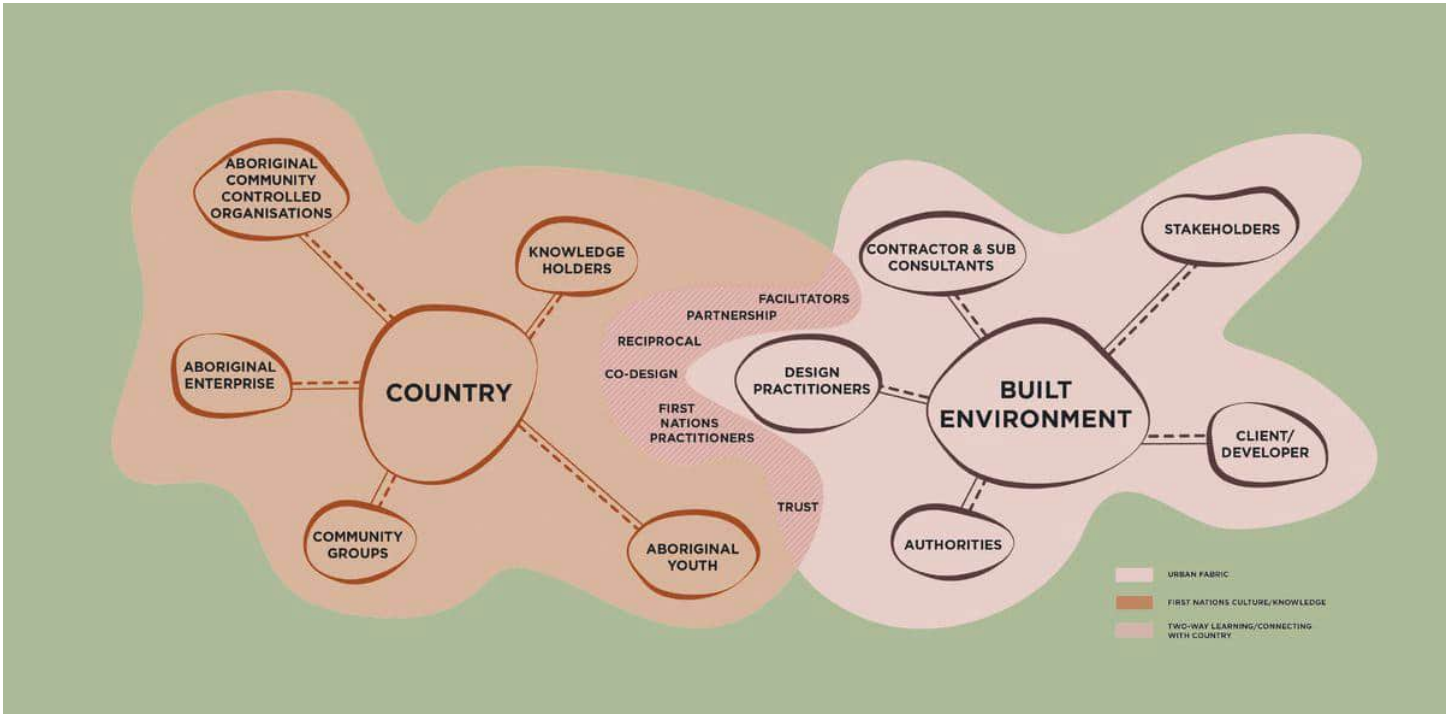 ABORIGINAL
COMMUNITY
CONTROLLED
ORGANISATIONS
KNOWLEDGE
HOLDERS
ABORIGINAL
ENTERPRISE
COUNTRY
COMMUNITY
GROUPS
ABORIGINAL
YOUTH
FACILITATORS
PARTNERSHIP
RECIPROCAL
CO-DESIGN
FIRST
NATIONS
PRACTITIONERS
TRUST
CONTRACTOR & SUB
CONSULTANTS
STAKEHOLDERS
DESIGN
PRACTITIONERS
BUILT
ENVIRONMENT
CLIENT/
DEVELOPER
AUTHORITIES
URBAN FABRIC
FIRST NATIONS CULTURE/KNOWLEDGE
TWO-WAY LEARNING/CONNECTING
WITH COUNTRY